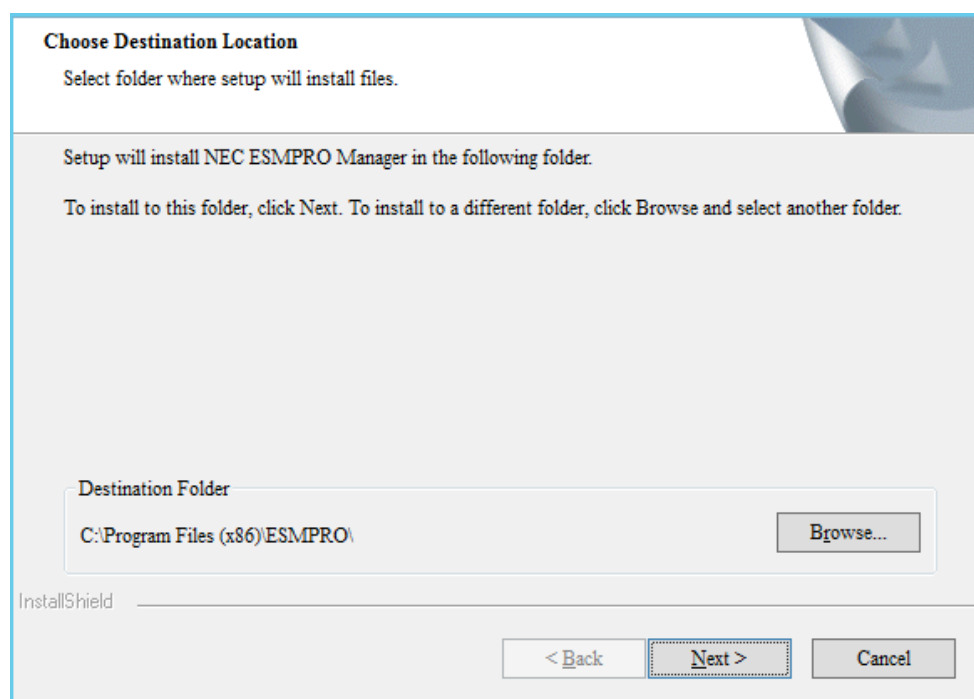 Choose Destination Location
Select folder where setup will install files.
Setup will install NEC ESMPRO Manager in the following folder.
To install to this folder, click Next. To install to a different folder, click Browse and select another folder.
Destination Folder
C:\Program Files (x86)\ESMPRO\
Browse...
InstallShield
< Back
Next >
Cancel